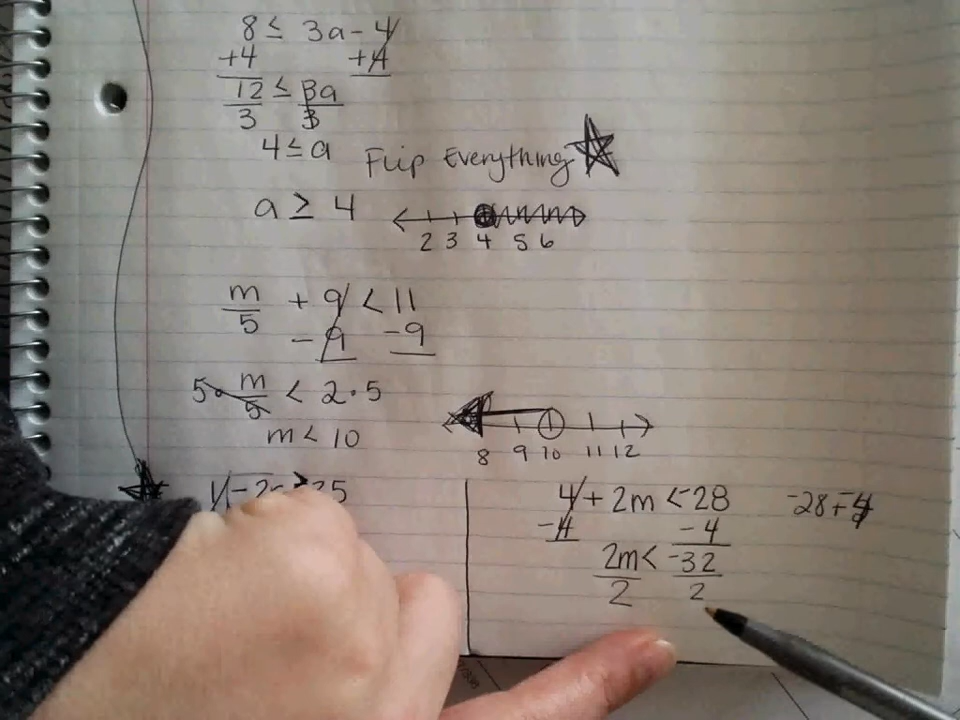 8 ≤ 3a - 4
+4 +4
12 ≤ 3a
3 3
4 ≤ a Flip Everything
a ≥ 4
2 3 4 5 6
m + 9 < 11
5
- 9 - 9
5 · m < 2 · 5
5
m < 10
8 9 10 11 12
35
4 + 2m < -28 -28 + -4
-4 -4
2m < -32
2 2